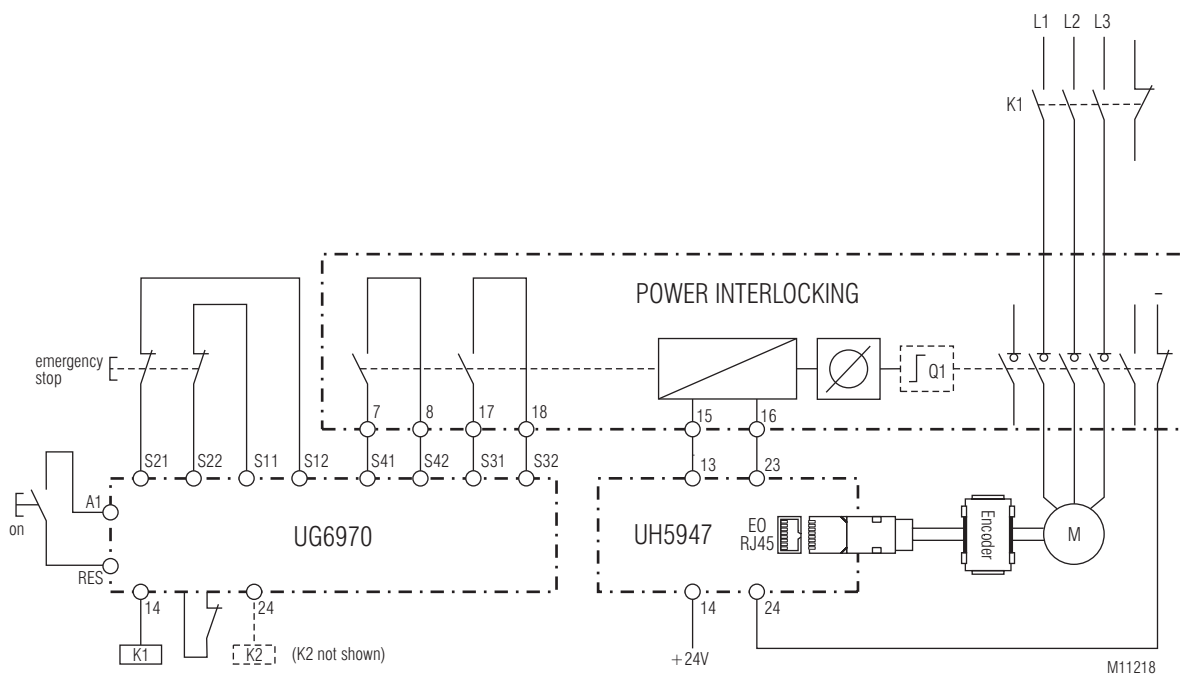 L1 L2 L3
K1
POWER INTERLOCKING
–
emergency
stop
Q1
7 8 17 18 15 16
S21 S22 S11 S12 S41 S42 S31 S32 13 23
A1
on
UG6970
UH5947
EO
RJ45
Encoder
M
RES
14 24 14 24
K1 K2 (K2 not shown)
+24V
M11218